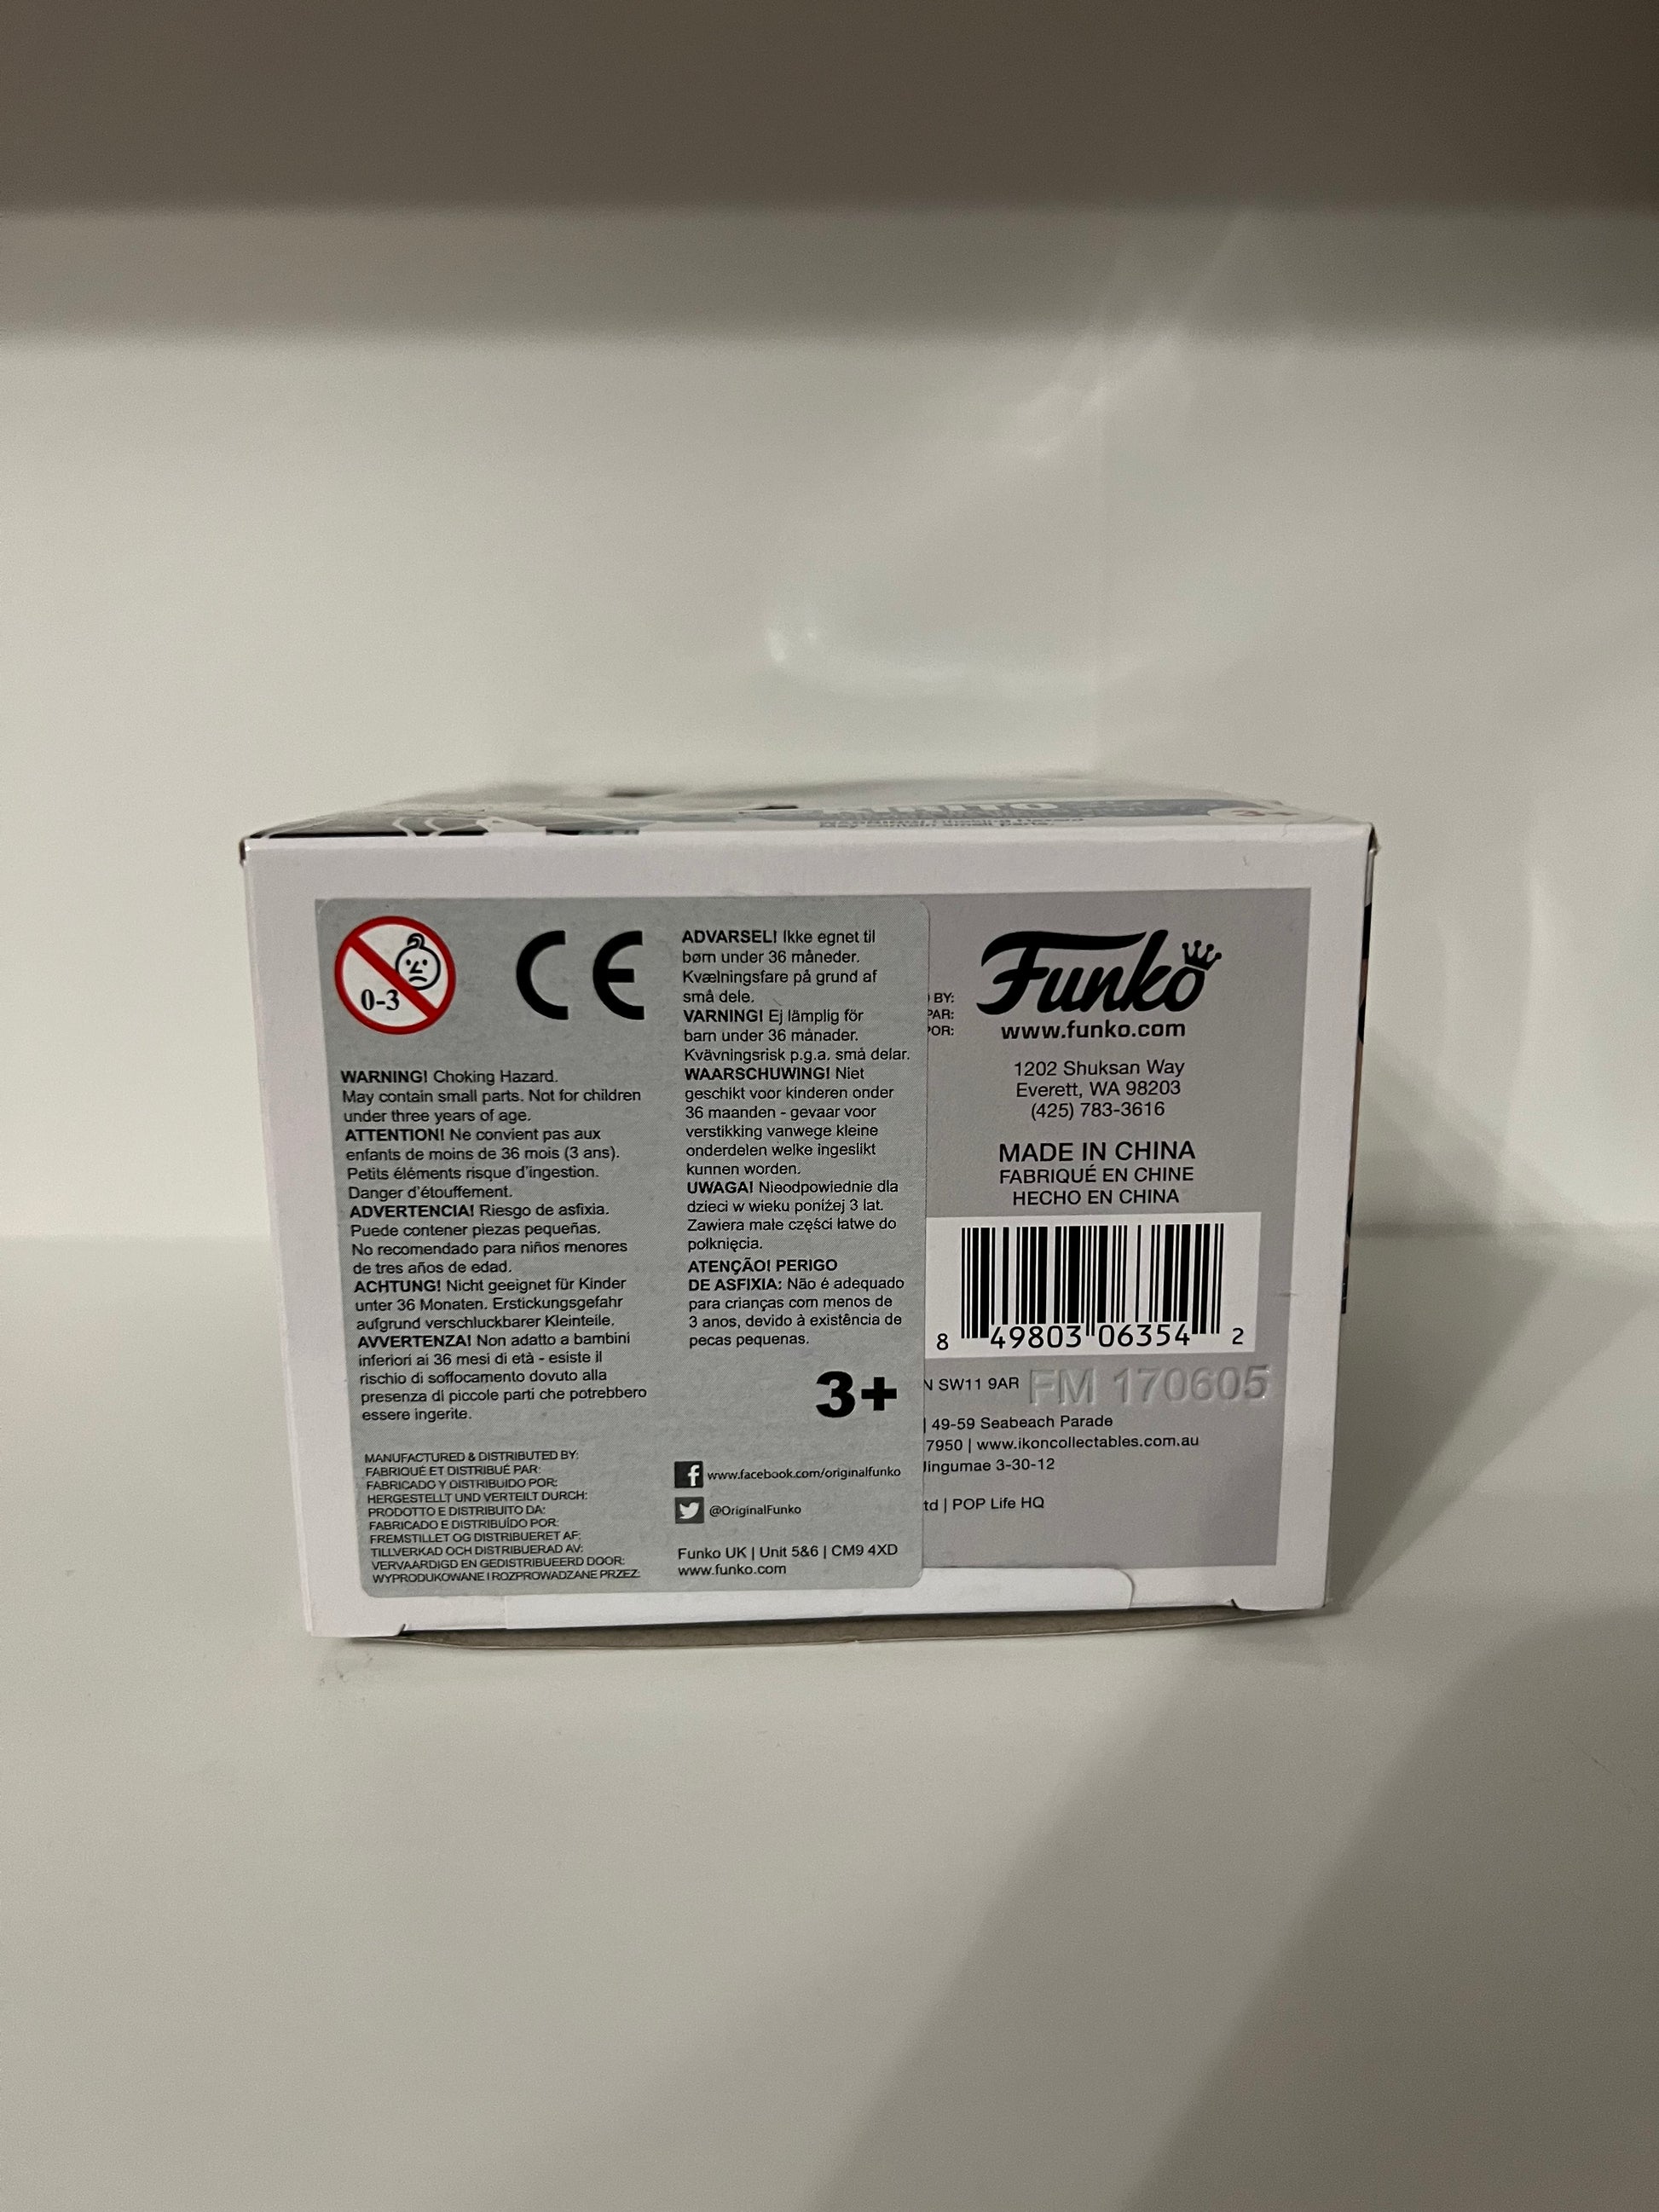 KIRITO
3+
0-3
CE
WARNING! Choking Hazard.
May contain small parts. Not for children
under three years of age.
ATTENTION! Ne convient pas aux
enfants de moins de 36 mois (3 ans).
Petits éléments risque d'ingestion.
Danger d'étouffement.
ADVERTENCIA! Riesgo de asfixia.
Puede contener piezas pequeñas.
No recomendado para niños menores
de tres años de edad.
ACHTUNG! Nicht geeignet für Kinder
unter 36 Monaten. Erstickungsgefahr
aufgrund verschluckbarer Kleinteile.
AVVERTENZA! Non adatto a bambini
inferiori ai 36 mesi di età - esiste il
rischio di soffocamento dovuto alla
presenza di piccole parti che potrebbero
essere ingerite.
MANUFACTURED & DISTRIBUTED BY:
FABRIQUÉ ET DISTRIBUÉ PAR:
FABRICADO Y DISTRIBUIDO POR:
HERGESTELLT UND VERTEILT DURCH:
PRODOTTO E DISTRIBUITO DA:
FABRICADO E DISTRIBUÍDO POR:
FREMSTILLET OG DISTRIBUERET AF:
TILLVERKAD OCH DISTRIBUERAD AV:
VERVAARDIGD EN GEDISTRIBUEERD DOOR:
WYPRODUKOWANE I ROZPROWADZANE PRZEZ:
ADVARSEL! Ikke egnet til
børn under 36 måneder.
Kvælningsfare på grund af
små dele.
VARNING! Ej lämplig för
barn under 36 månader.
Kvävningsrisk p.g.a. små delar.
WAARSCHUWING! Niet
geschikt voor kinderen onder
36 maanden - gevaar voor
verstikking vanwege kleine
onderdelen welke ingeslikt
kunnen worden.
UWAGA! Nieodpowiednie dla
dzieci w wieku poniżej 3 lat.
Zawiera małe części łatwe do
połknięcia.
ATENÇÃO! PERIGO
DE ASFIXIA: Não é adequado
para crianças com menos de
3 anos, devido à existência de
pecas pequenas.
3+
www.facebook.com/originalfunko
@OriginalFunko
Funko UK | Unit 5&6 | CM9 4XD
www.funko.com
BY:
PAR:
POR:
Funko
www.funko.com
1202 Shuksan Way
Everett, WA 98203
(425) 783-3616
MADE IN CHINA
FABRIQUÉ EN CHINE
HECHO EN CHINA
8 49803 06354 2
N SW11 9AR FM 170605
| 49-59 Seabeach Parade
7950 | www.ikoncollectables.com.au
Jingumae 3-30-12
td | POP Life HQ